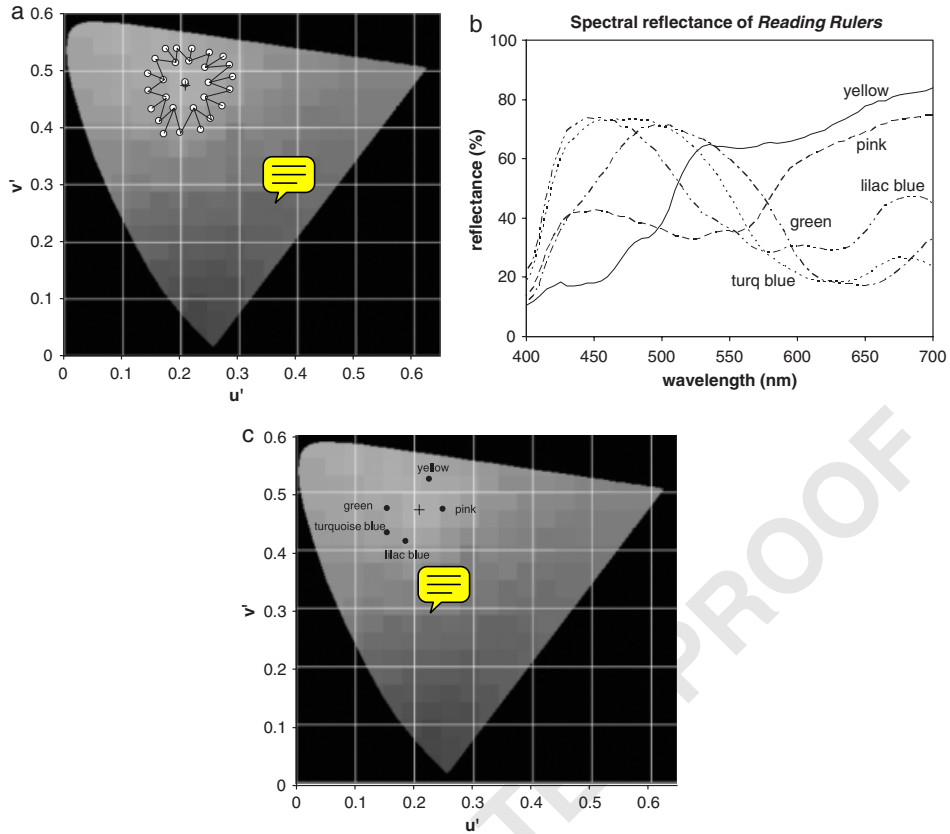 a
v'
0.6
0.5
0.4
0.3
0.2
0.1
0
0 0.1 0.2 0.3 0.4 0.5 0.6
u'
b
Spectral reflectance of Reading Rulers
reflectance (%)
100
80
60
40
20
0
yellow
pink
lilac blue
green
turq blue
400 450 500 550 600 650 700
wavelength (nm)
c
v'
0.6
0.5
0.4
0.3
0.2
0.1
0
yellow
green
pink
turquoise blue
lilac blue
0 0.1 0.2 0.3 0.4 0.5 0.6
u'